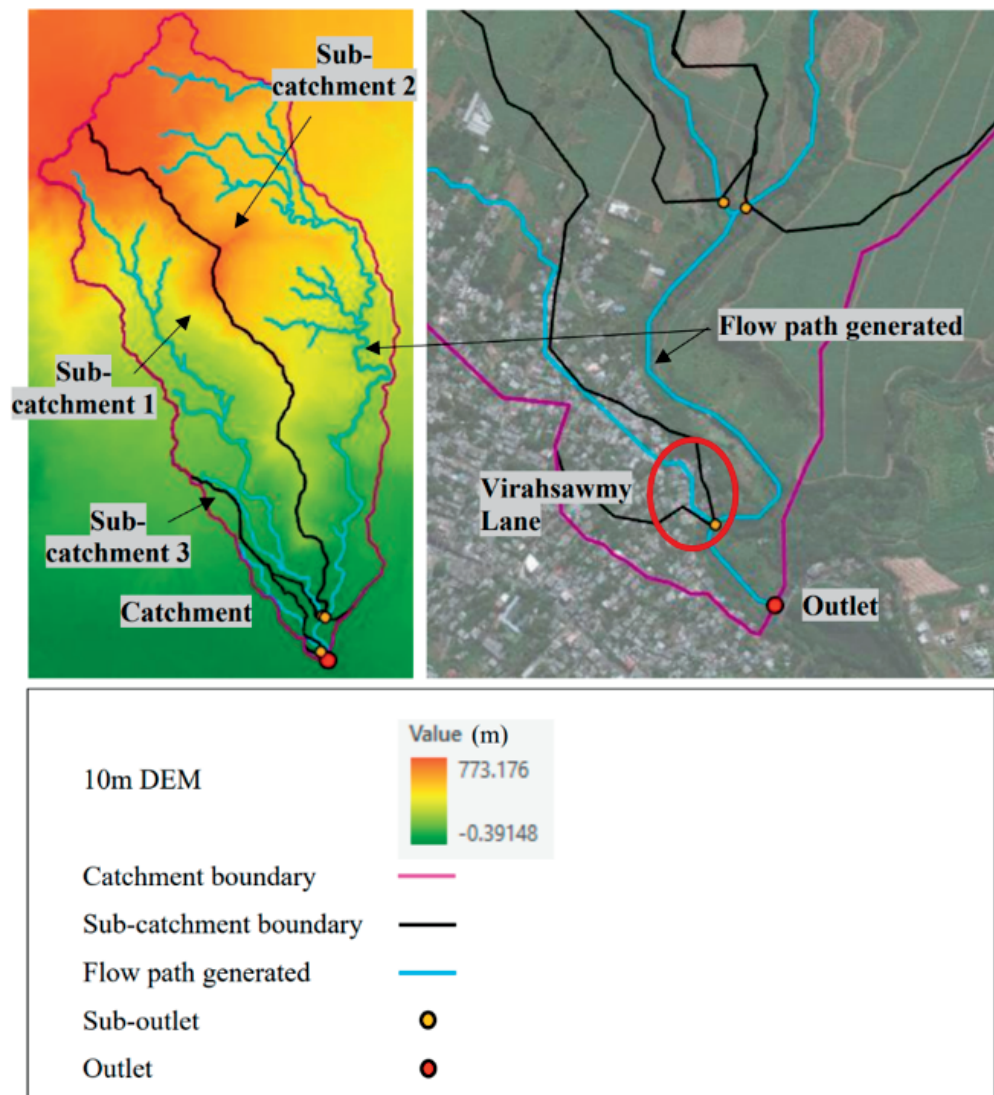 Sub-
catchment 2
Sub-
catchment 1
Sub-
catchment 3
Catchment
Flow path generated
Virahsawmy
Lane
Outlet
10m DEM
Value (m)
773.176
-0.39148
Catchment boundary
Sub-catchment boundary
Flow path generated
Sub-outlet
Outlet